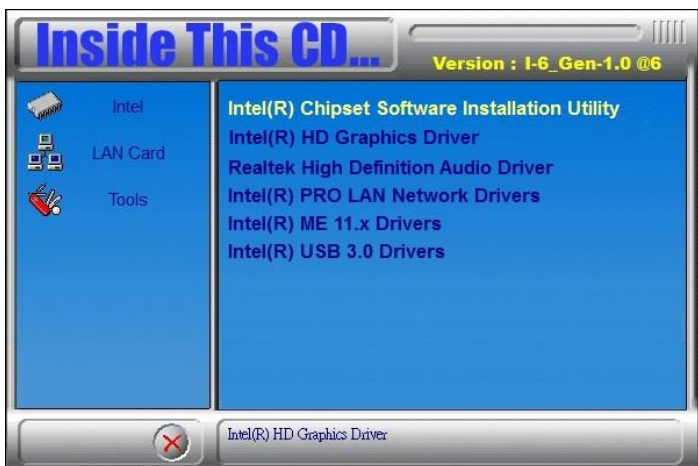 Inside This CD...
Version : I-6_Gen-1.0 @6
Intel
LAN Card
Tools
Intel(R) Chipset Software Installation Utility
Intel(R) HD Graphics Driver
Realtek High Definition Audio Driver
Intel(R) PRO LAN Network Drivers
Intel(R) ME 11.x Drivers
Intel(R) USB 3.0 Drivers
Intel(R) HD Graphics Driver